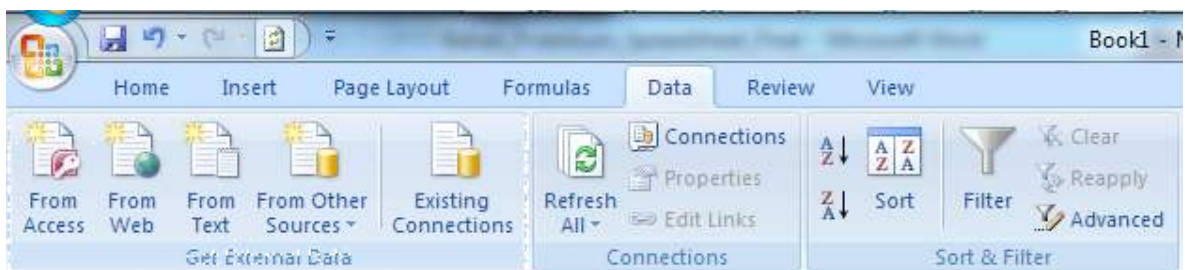 Book1 -
Home Insert Page Layout Formulas Data Review View
From Access
From Web
From Text
From Other Sources
Existing Connections
Get External Data
Refresh All
Connections
Properties
Edit Links
Connections
A Z
Z A
A Z
Z A
Sort
Filter
Clear
Reapply
Advanced
Sort & Filter